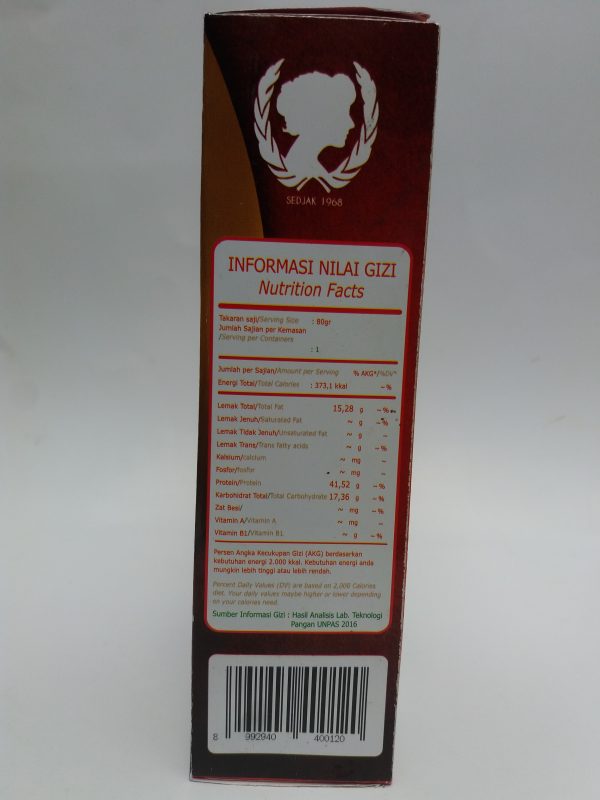 SEDJAK 1968
INFORMASI NILAI GIZI
Nutrition Facts
Takaran saji/Serving Size : 80gr
Jumlah Sajian per Kemasan
/Serving per Containers
: 1
Jumlah per Sajian/Amount per Serving % AKG*/%DV*
Energi Total/Total Calories : 373,1 kkal ~ %
Lemak Total/Total Fat 15,28 g ~ %
Lemak Jenuh/Saturated Fat ~ g ~ %
Lemak Tidak Jenuh/Unsaturated Fat ~ g ~
Lemak Trans/Trans fatty acids ~ g ~ %
Kalsium/calcium ~ mg ~
Fosfor/fosfor ~ mg ~
Protein/Protein 41,52 g ~ %
Karbohidrat Total/Total Carbohydrate 17,36 g ~ %
Zat Besi/ ~ mg ~
Vitamin A/Vitamin A ~ mg ~
Vitamin B1/Vitamin B1 ~ g ~ %
Persen Angka Kecukupan Gizi (AKG) berdasarkan
kebutuhan energi 2.000 kkal. Kebutuhan energi anda
mungkin lebih tinggi atau lebih rendah.
Percent Daily Values (DV) are based on 2,000 Calories
diet. Your daily values maybe higher or lower depending
on your calories need.
Sumber Informasi Gizi : Hasil Analisis Lab. Teknologi
Pangan UNPAS 2016
8 992940 400120